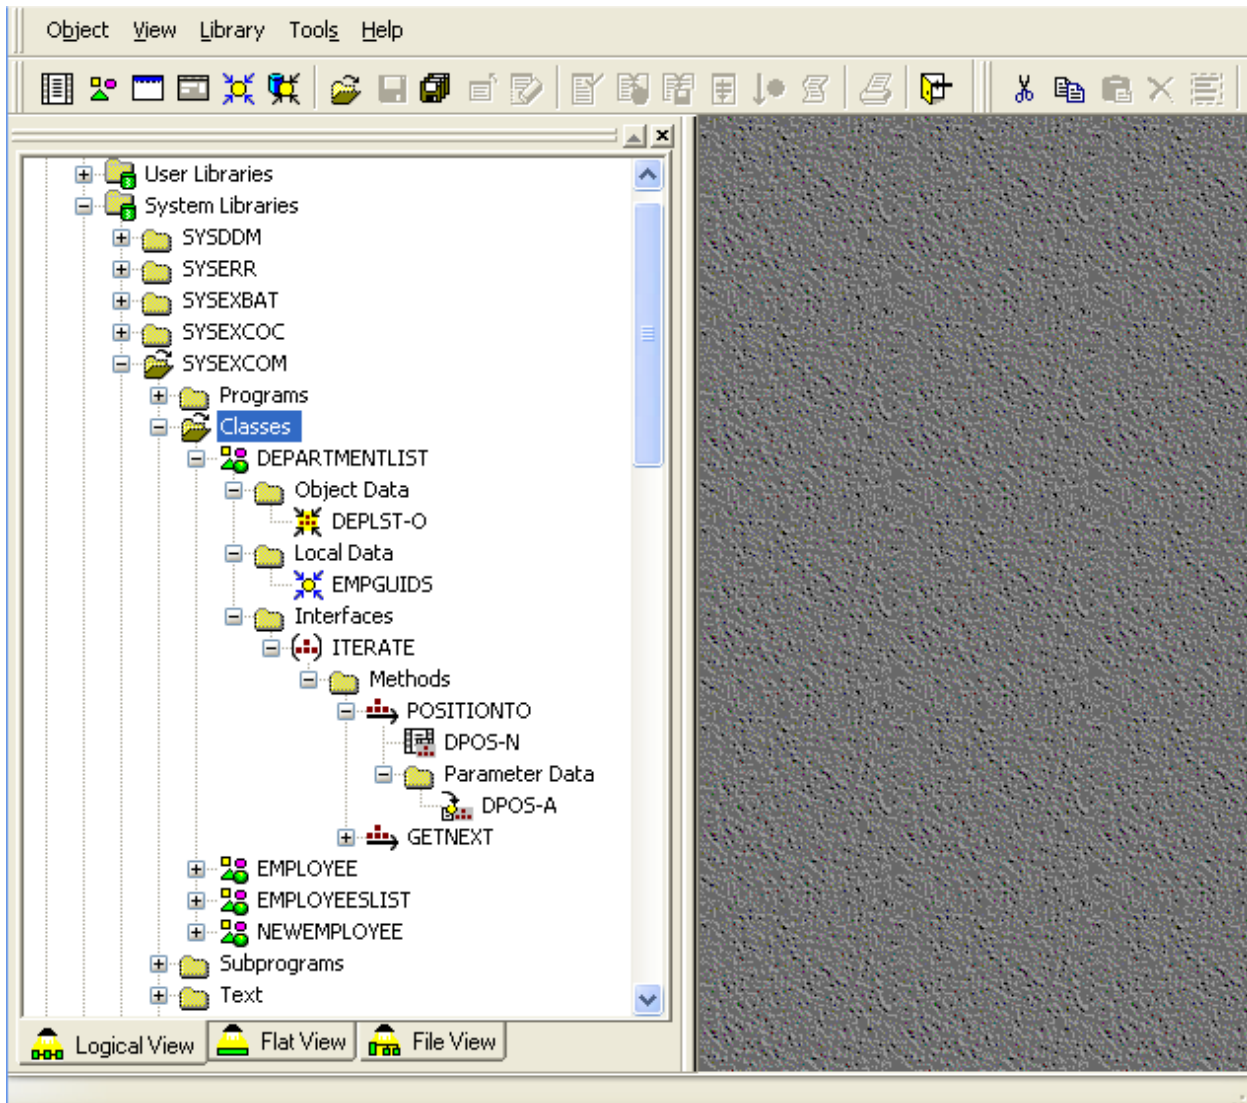 Object View Library Tools Help
User Libraries
System Libraries
SYSDDM
SYSERR
SYSEXBAT
SYSEXCOC
SYSEXCOM
Programs
Classes
DEPARTMENTLIST
Object Data
DEPLST-O
Local Data
EMPGUIDS
Interfaces
ITERATE
Methods
POSITIONTO
DPOS-N
Parameter Data
DPOS-A
GETNEXT
EMPLOYEE
EMPLOYEESLIST
NEWEMPLOYEE
Subprograms
Text
Logical View Flat View File View